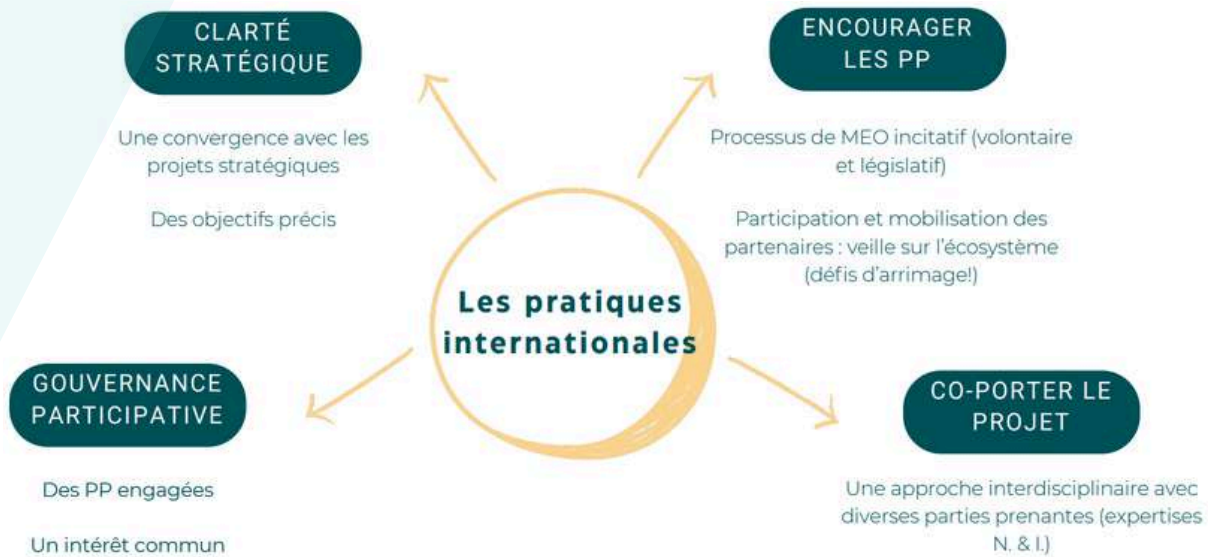 CLARTÉ
STRATÉGIQUE
Une convergence avec les
projets stratégiques
Des objectifs précis
ENCOURAGER
LES PP
Processus de MEO incitatif (volontaire
et législatif)
Participation et mobilisation des
partenaires : veille sur l'écosystème
(défis d'arrimage!)
Les pratiques
internationales
GOUVERNANCE
PARTICIPATIVE
Des PP engagées
Un intérêt commun
CO-PORTER LE
PROJET
Une approche interdisciplinaire avec
diverses parties prenantes (expertises
N. & I.)